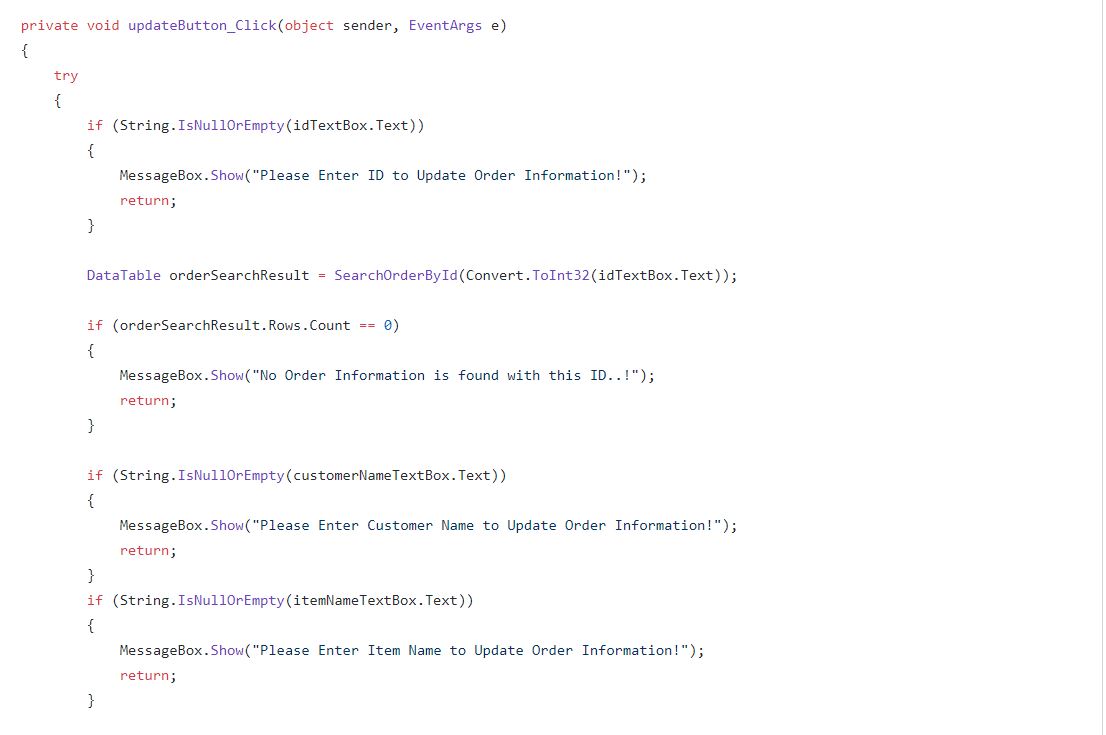 private void updateButton_Click(object sender, EventArgs e)
{
    try
    {
        if (String.IsNullOrEmpty(idTextBox.Text))
        {
            MessageBox.Show("Please Enter ID to Update Order Information!");
            return;
        }

        DataTable orderSearchResult = SearchOrderById(Convert.ToInt32(idTextBox.Text));

        if (orderSearchResult.Rows.Count == 0)
        {
            MessageBox.Show("No Order Information is found with this ID..!");
            return;
        }

        if (String.IsNullOrEmpty(customerNameTextBox.Text))
        {
            MessageBox.Show("Please Enter Customer Name to Update Order Information!");
            return;
        }
        if (String.IsNullOrEmpty(itemNameTextBox.Text))
        {
            MessageBox.Show("Please Enter Item Name to Update Order Information!");
            return;
        }